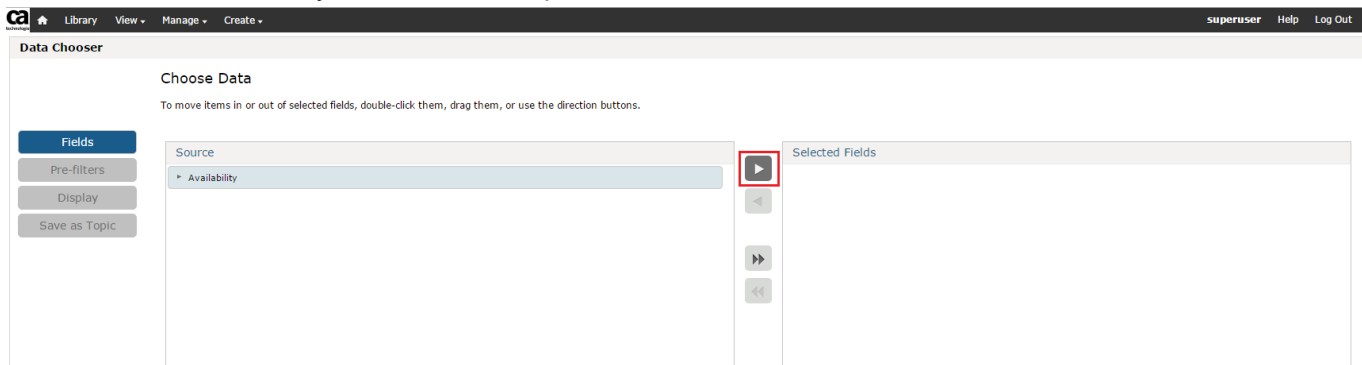 ca Library View Manage Create superuser Help Log Out
technologies
Data Chooser
Choose Data
To move items in or out of selected fields, double-click them, drag them, or use the direction buttons.
Fields
Pre-filters
Display
Save as Topic
Source
Availability
Selected Fields